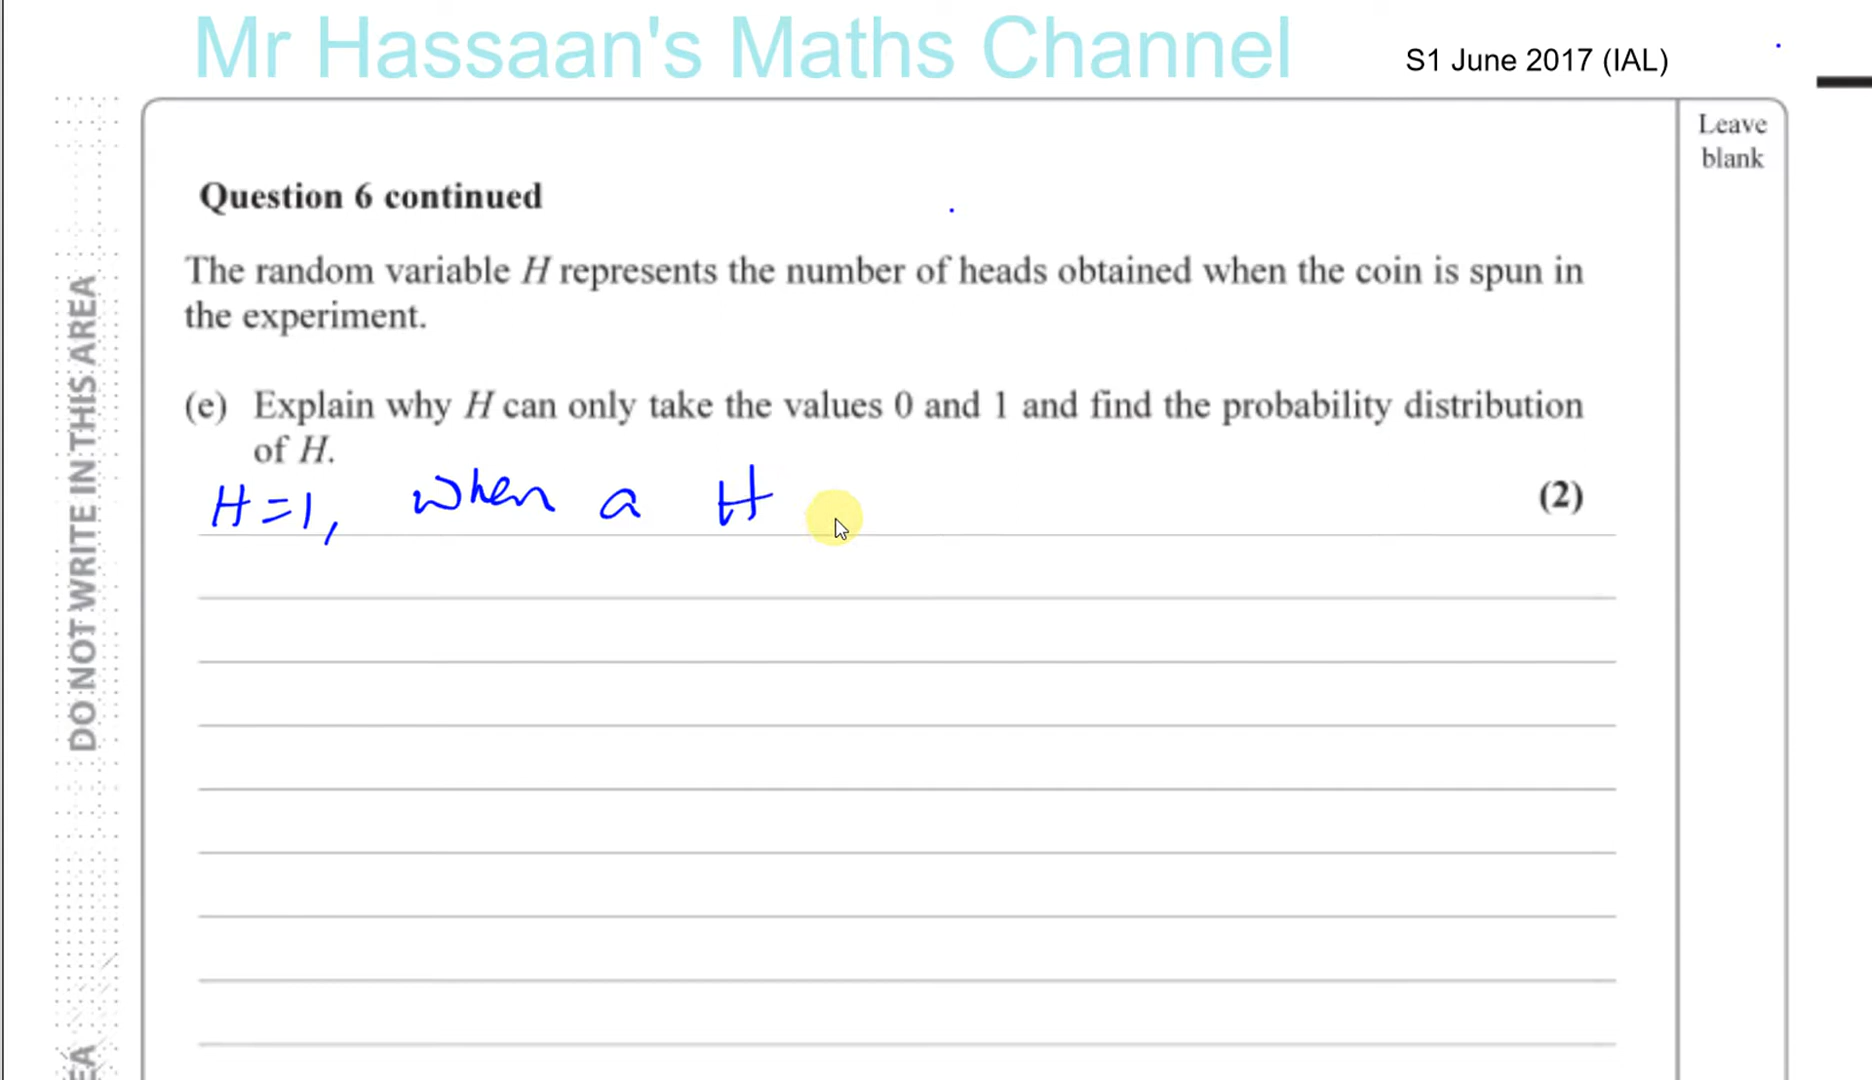 Mr Hassaan's Maths Channel
S1 June 2017 (IAL)
Leave
blank
Question 6 continued
The random variable H represents the number of heads obtained when the coin is spun in
the experiment.
(e) Explain why H can only take the values 0 and 1 and find the probability distribution
of H.
(2)
H=1, when a H
DO NOT WRITE IN THIS AREA
EA